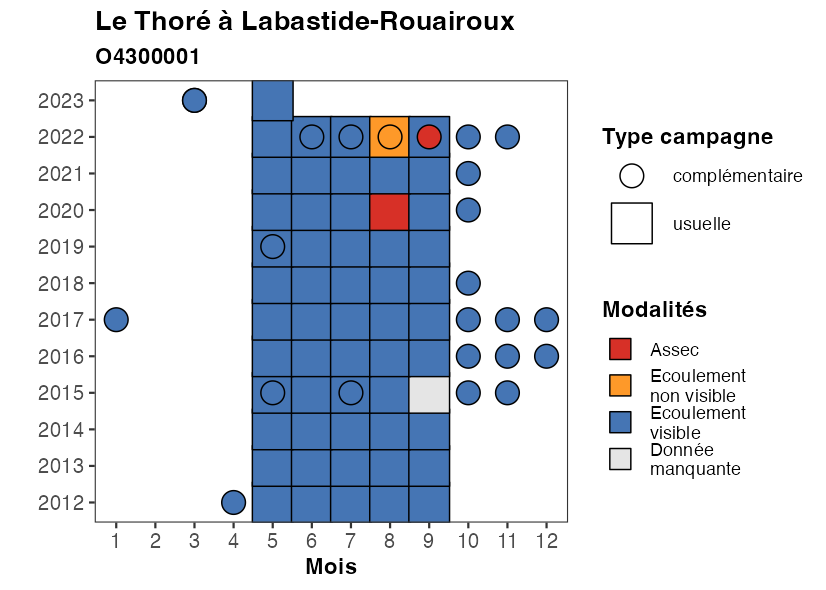 Le Thoré à Labastide-Rouairoux
O4300001
2023
2022
2021
2020
2019
2018
2017
2016
2015
2014
2013
2012
1 2 3 4 5 6 7 8 9 10 11 12
Mois
Type campagne
complémentaire
usuelle
Modalités
Assec
Ecoulement
non visible
Ecoulement
visible
Donnée
manquante